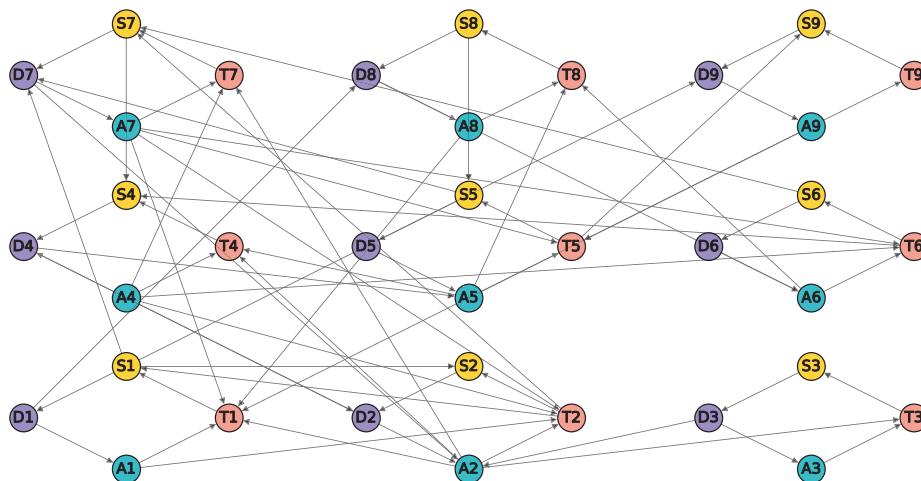 S7 S8 S9
D7 T7 D8 T8 D9 T9
A7 A8 A9
S4 S5 S6
D4 T4 D5 T5 D6 T6
A4 A5 A6
S1 S2 S3
D1 T1 D2 T2 D3 T3
A1 A2 A3